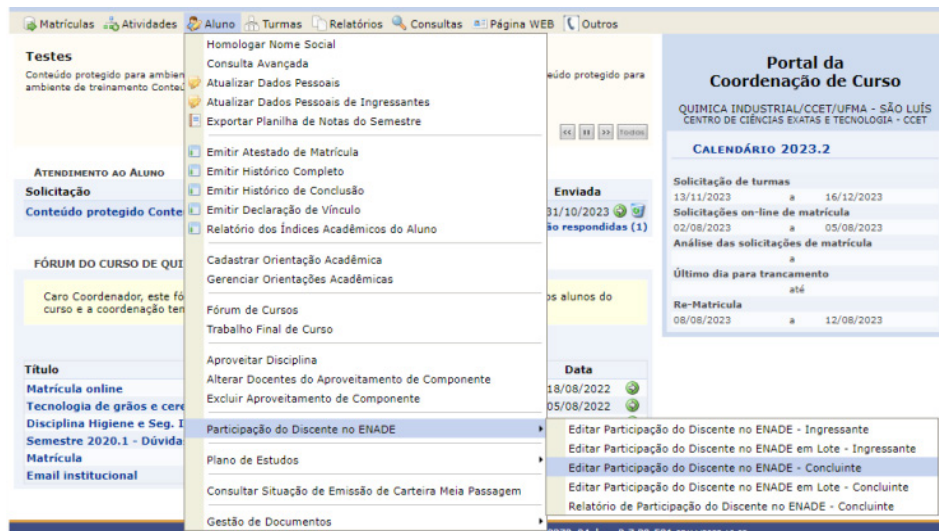 Matrículas Atividades Aluno Turmas Relatórios Consultas Página WEB Outros
Testes
Conteúdo protegido para ambien
ambiente de treinamento Conteú
eúdo protegido para
<< II >> Todos
ATENDIMENTO AO ALUNO
Solicitação Enviada
Conteúdo protegido Conte 31/10/2023
ão respondidas (1)
FÓRUM DO CURSO DE QUI
Caro Coordenador, este fó os alunos do
curso e a coordenação ten
Título Data
Matrícula online 18/08/2022
Tecnologia de grãos e cere 05/08/2022
Disciplina Higiene e Seg. I
Semestre 2020.1 - Dúvida
Matrícula
Email institucional
Homologar Nome Social
Consulta Avançada
Atualizar Dados Pessoais
Atualizar Dados Pessoais de Ingressantes
Exportar Planilha de Notas do Semestre
Emitir Atestado de Matrícula
Emitir Histórico Completo
Emitir Histórico de Conclusão
Emitir Declaração de Vínculo
Relatório dos Índices Acadêmicos do Aluno
Cadastrar Orientação Acadêmica
Gerenciar Orientações Acadêmicas
Fórum de Cursos
Trabalho Final de Curso
Aproveitar Disciplina
Alterar Docentes do Aproveitamento de Componente
Excluir Aproveitamento de Componente
Participação do Discente no ENADE
Plano de Estudos
Consultar Situação de Emissão de Carteira Meia Passagem
Gestão de Documentos
Editar Participação do Discente no ENADE - Ingressante
Editar Participação do Discente no ENADE em Lote - Ingressante
Editar Participação do Discente no ENADE - Concluinte
Editar Participação do Discente no ENADE em Lote - Concluinte
Relatório de Participação do Discente no ENADE - Concluinte
Portal da
Coordenação de Curso
QUIMICA INDUSTRIAL/CCET/UFMA - SÃO LUÍS
CENTRO DE CIÊNCIAS EXATAS E TECNOLOGIA - CCET
CALENDÁRIO 2023.2
Solicitação de turmas
13/11/2023 a 16/12/2023
Solicitações on-line de matrícula
02/08/2023 a 05/08/2023
Análise das solicitações de matrícula
a
Último dia para trancamento
até
Re-Matrícula
08/08/2023 a 12/08/2023